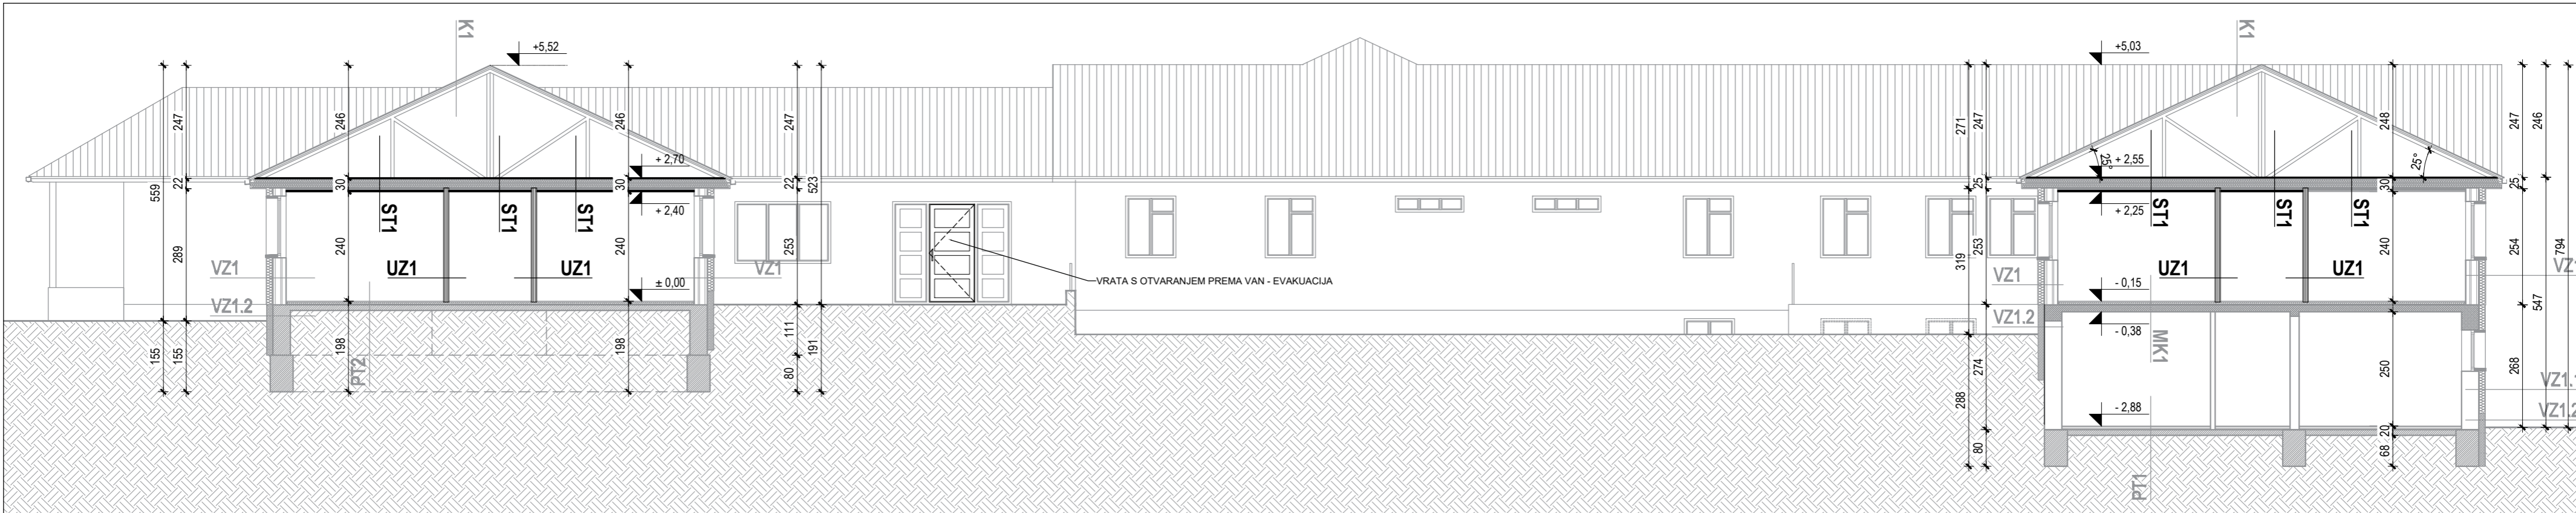 K1
K1
+5,52
+5,03
247
246
246
247
271
247
248
247
246
25°
25°
+ 2,70
+ 2,55
559
22
30
30
22
523
25
30
25
ST1
ST1
ST1
+ 2,40
ST1
ST1
ST1
+ 2,25
289
240
240
253
319
253
240
254
794
547
VZ1
UZ1
UZ1
VZ1
VRATA S OTVARANJEM PREMA VAN - EVAKUACIJA
VZ1
UZ1
UZ1
± 0,00
- 0,15
VZ1.2
VZ1.2
- 0,38
155
155
198
PT2
198
111
191
80
MK1
274
288
250
268
- 2,88
VZ1.2
80
20
68
PT1